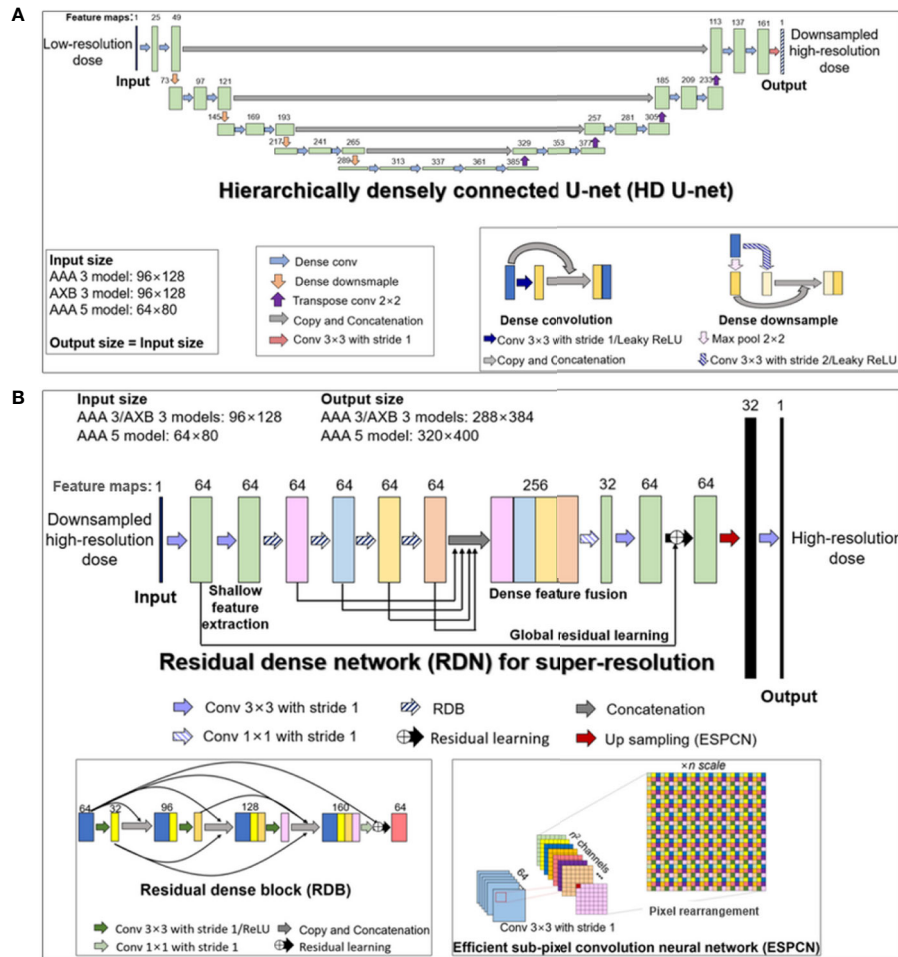 A
Feature maps: 1 25 49
113 137 161 1
Low-resolution
dose
Input
Downsampled
high-resolution
dose
Output
73 97 121
185 209 233
145 169 193
257 281 305
217 241 265
329 353 377
289 313 337 361 385
Hierarchically densely connected U-net (HD U-net)
Input size
AAA 3 model: 96×128
AXB 3 model: 96×128
AAA 5 model: 64×80
Output size = Input size
Dense conv
Dense downsmaple
Transpose conv 2×2
Copy and Concatenation
Conv 3×3 with stride 1
Dense convolution
Conv 3×3 with stride 1/Leaky ReLU
Copy and Concatenation
Dense downsample
Max pool 2×2
Conv 3×3 with stride 2/Leaky ReLU
B
Input size
AAA 3/AXB 3 models: 96×128
AAA 5 model: 64×80
Output size
AAA 3/AXB 3 models: 288×384
AAA 5 model: 320×400
32 1
Feature maps: 1 64 64 64 64 64 64 256 32 64 64
Downsampled
high-resolution
dose
Input
High-resolution
dose
Shallow
feature
extraction
Dense feature fusion
Global residual learning
Residual dense network (RDN) for super-resolution
Output
Conv 3×3 with stride 1
RDB
Concatenation
Conv 1×1 with stride 1
Residual learning
Up sampling (ESPCN)
64 32 96 128 160 64
Residual dense block (RDB)
Conv 3×3 with stride 1/ReLU
Copy and Concatenation
Conv 1×1 with stride 1
Residual learning
×n scale
n² channels
...
64
Conv 3×3 with stride 1
Pixel rearrangement
Efficient sub-pixel convolution neural network (ESPCN)